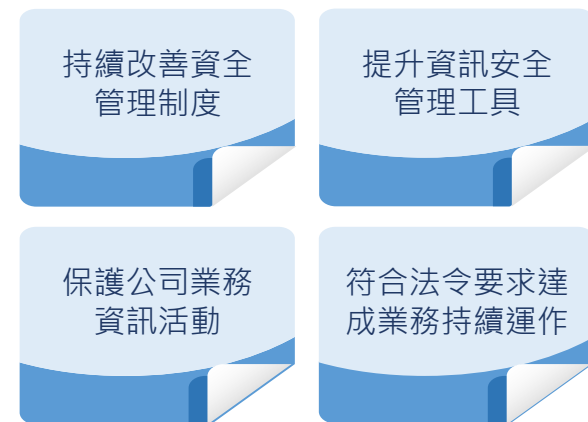 持續改善資全
管理制度
提升資訊安全
管理工具
保護公司業務
資訊活動
符合法令要求達
成業務持續運作